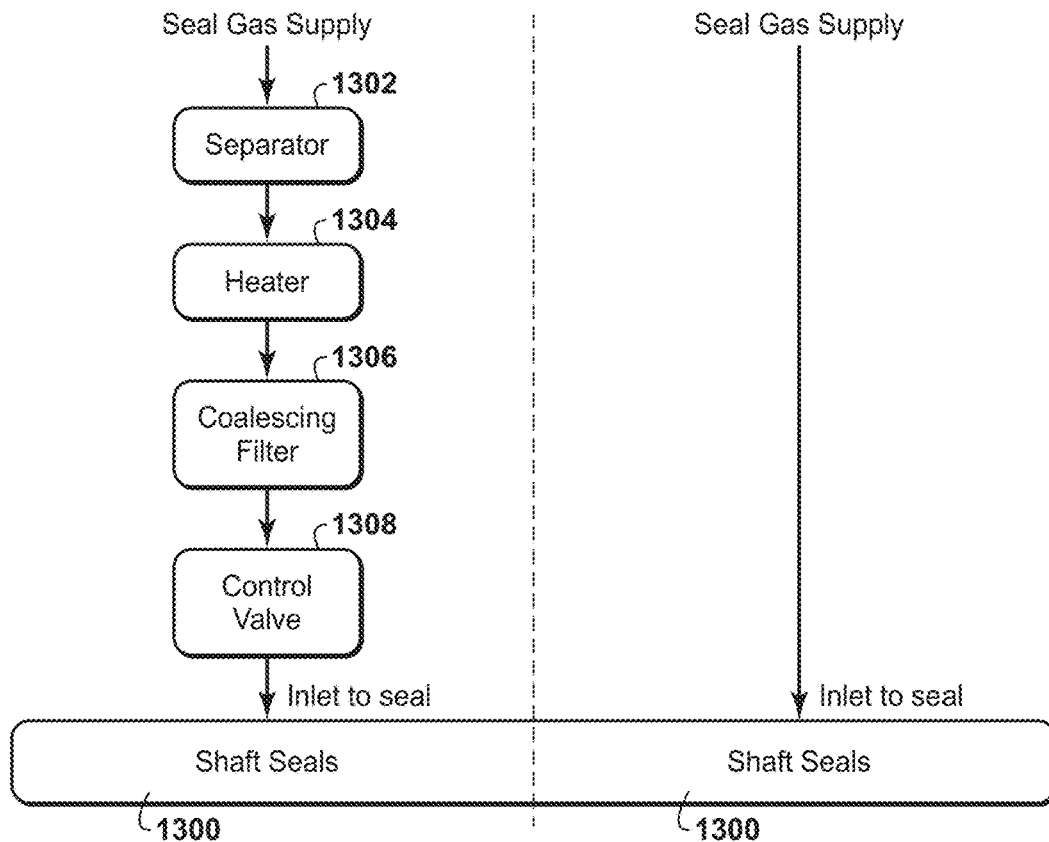 Seal Gas Supply
1302
Separator
1304
Heater
1306
Coalescing
Filter
1308
Control
Valve
Inlet to seal
Shaft Seals
1300
Seal Gas Supply
Inlet to seal
Shaft Seals
1300